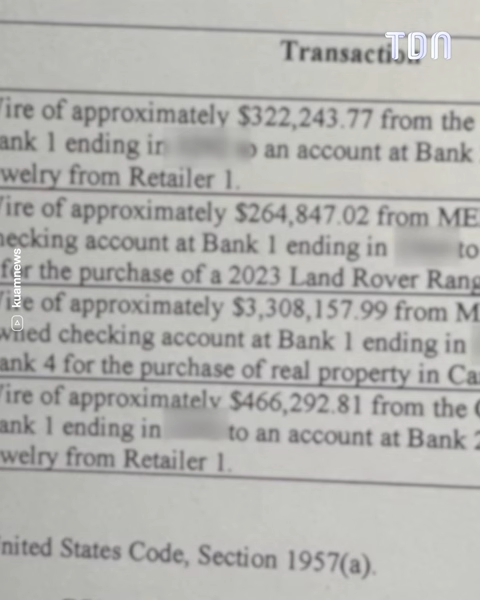 TDN
Transaction
Wire of approximately $322,243.77 from the
ank 1 ending in to an account at Bank
welry from Retailer 1.
Wire of approximately $264,847.02 from ME
hecking account at Bank 1 ending in to
for the purchase of a 2023 Land Rover Rang
Wire of approximately $3,308,157.99 from M
wned checking account at Bank 1 ending in
ank 4 for the purchase of real property in Ca
Wire of approximately $466,292.81 from the
ank 1 ending in to an account at Bank 2
welry from Retailer 1.
nited States Code, Section 1957(a).
kuamnews